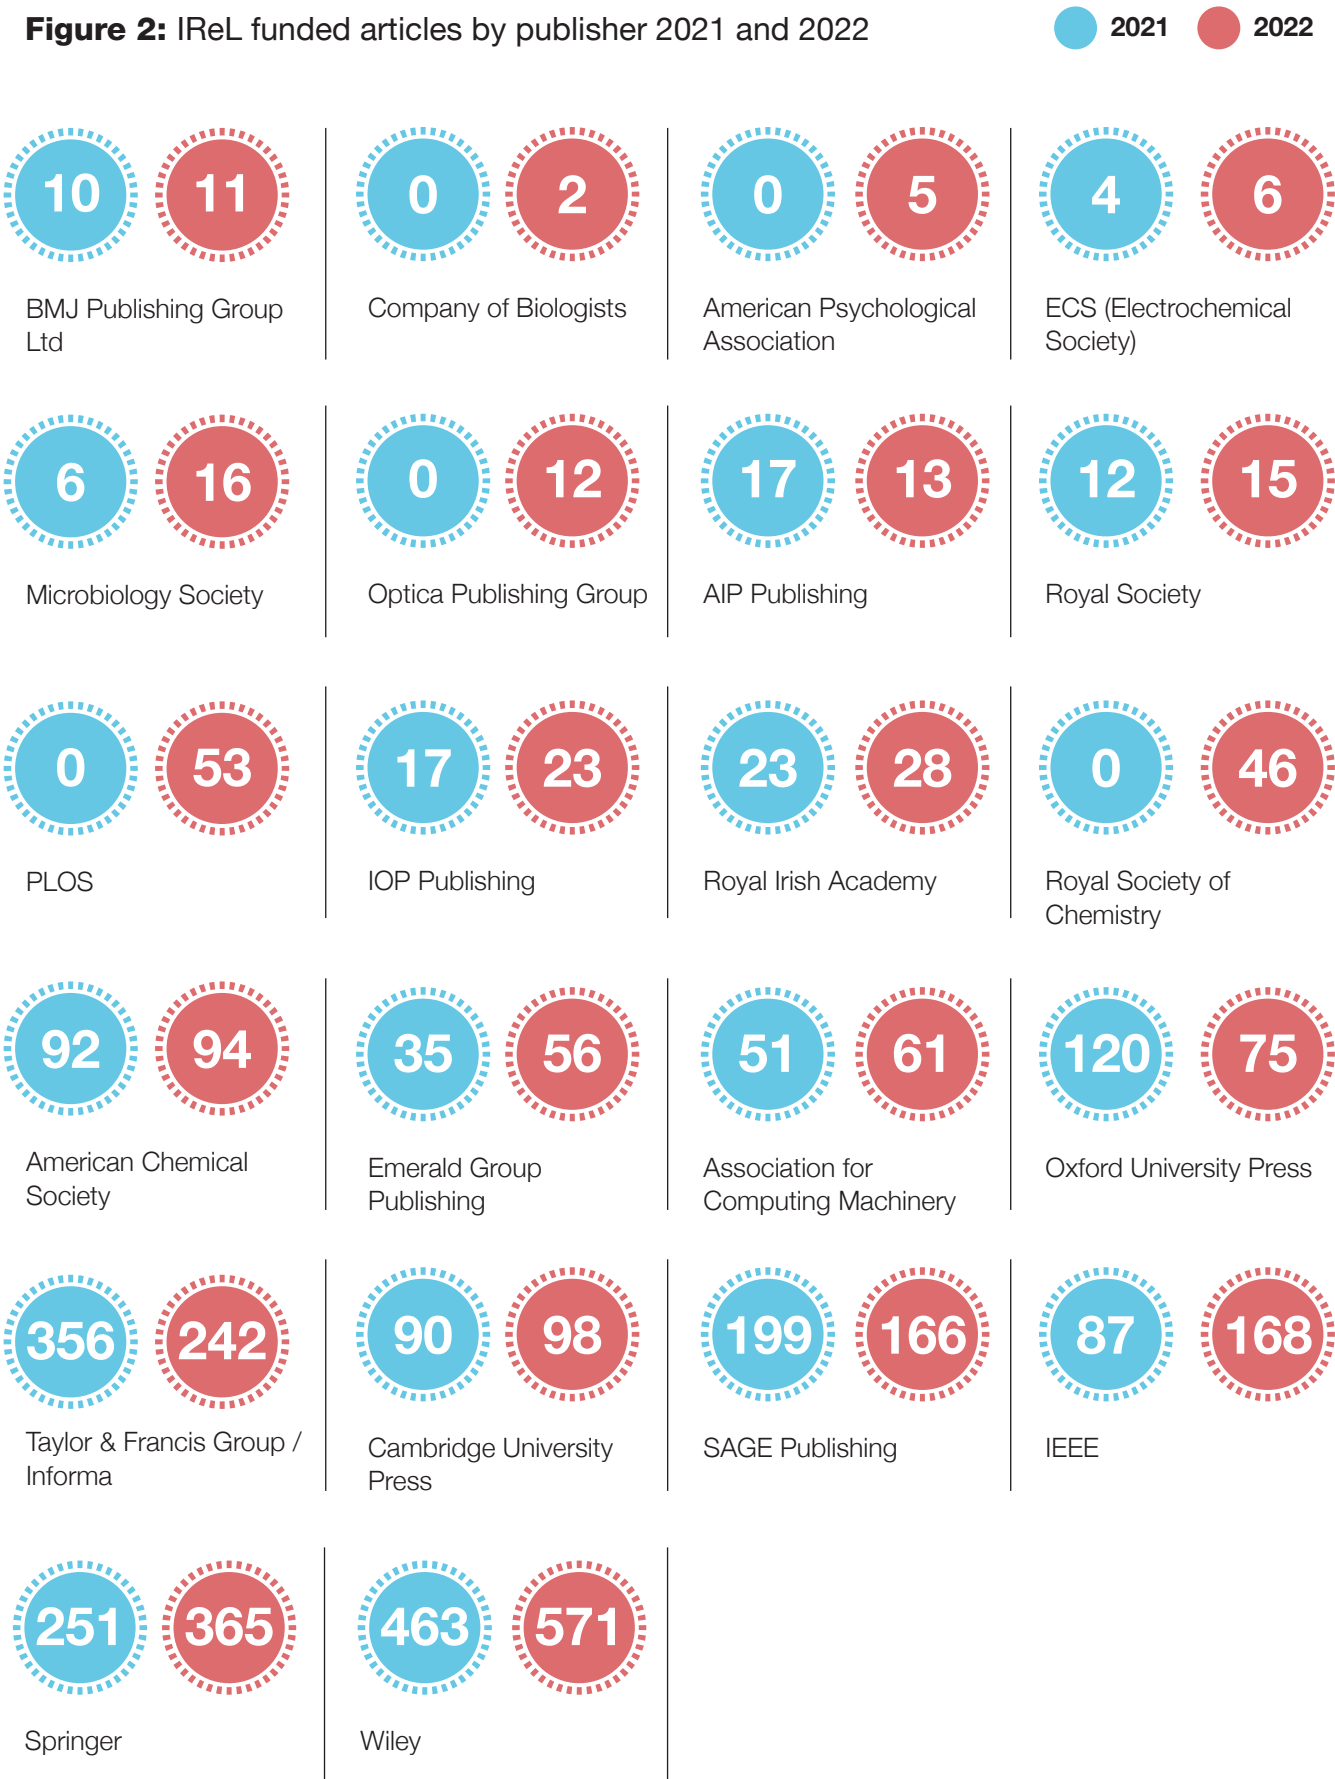 Figure 2: IReL funded articles by publisher 2021 and 2022
2021 2022
10 11 0 2 0 5 4 6
BMJ Publishing Group
Ltd
Company of Biologists
American Psychological
Association
ECS (Electrochemical
Society)
6 16 0 12 17 13 12 15
Microbiology Society
Optica Publishing Group
AIP Publishing
Royal Society
0 53 17 23 23 28 0 46
PLOS
IOP Publishing
Royal Irish Academy
Royal Society of
Chemistry
92 94 35 56 51 61 120 75
American Chemical
Society
Emerald Group
Publishing
Association for
Computing Machinery
Oxford University Press
356 242 90 98 199 166 87 168
Taylor & Francis Group /
Informa
Cambridge University
Press
SAGE Publishing
IEEE
251 365 463 571
Springer
Wiley